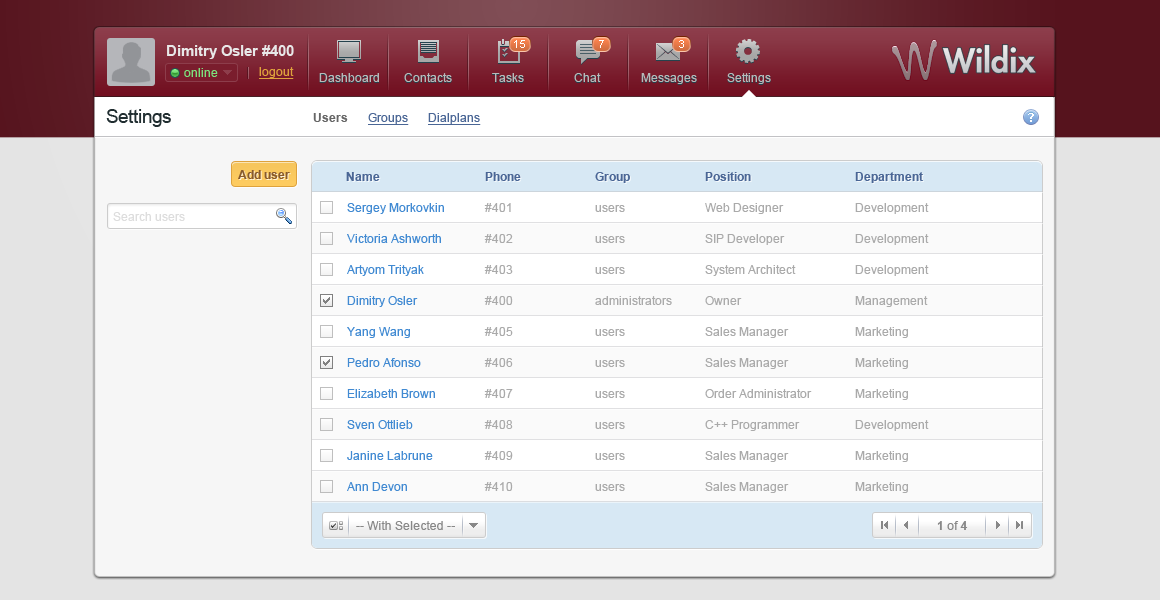 Dimitry Osler #400
online logout
Dashboard
Contacts
15
Tasks
7
Chat
3
Messages
Settings
Wildix
Settings
Users Groups Dialplans
?
Add user
Search users
Name Phone Group Position Department
Sergey Morkovkin #401 users Web Designer Development
Victoria Ashworth #402 users SIP Developer Development
Artyom Trityak #403 users System Architect Development
Dimitry Osler #400 administrators Owner Management
Yang Wang #405 users Sales Manager Marketing
Pedro Afonso #406 users Sales Manager Marketing
Elizabeth Brown #407 users Order Administrator Marketing
Sven Ottlieb #408 users C++ Programmer Development
Janine Labrune #409 users Sales Manager Marketing
Ann Devon #410 users Sales Manager Marketing
-- With Selected -- 1 of 4